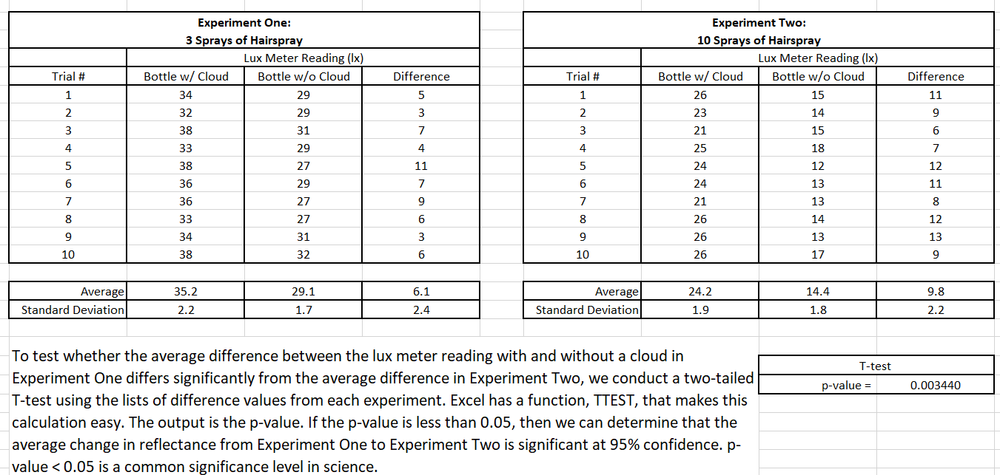 Experiment One:
3 Sprays of Hairspray
Lux Meter Reading (lx)
Trial # Bottle w/ Cloud Bottle w/o Cloud Difference
1 34 29 5
2 32 29 3
3 38 31 7
4 33 29 4
5 38 27 11
6 36 29 7
7 36 27 9
8 33 27 6
9 34 31 3
10 38 32 6
Average 35.2 29.1 6.1
Standard Deviation 2.2 1.7 2.4
Experiment Two:
10 Sprays of Hairspray
Lux Meter Reading (lx)
Trial # Bottle w/ Cloud Bottle w/o Cloud Difference
1 26 15 11
2 23 14 9
3 21 15 6
4 25 18 7
5 24 12 12
6 24 13 11
7 21 13 8
8 26 14 12
9 26 13 13
10 26 17 9
Average 24.2 14.4 9.8
Standard Deviation 1.9 1.8 2.2
To test whether the average difference between the lux meter reading with and without a cloud in
Experiment One differs significantly from the average difference in Experiment Two, we conduct a two-tailed
T-test using the lists of difference values from each experiment. Excel has a function, TTEST, that makes this
calculation easy. The output is the p-value. If the p-value is less than 0.05, then we can determine that the
average change in reflectance from Experiment One to Experiment Two is significant at 95% confidence. p-
value < 0.05 is a common significance level in science.
T-test
p-value = 0.003440